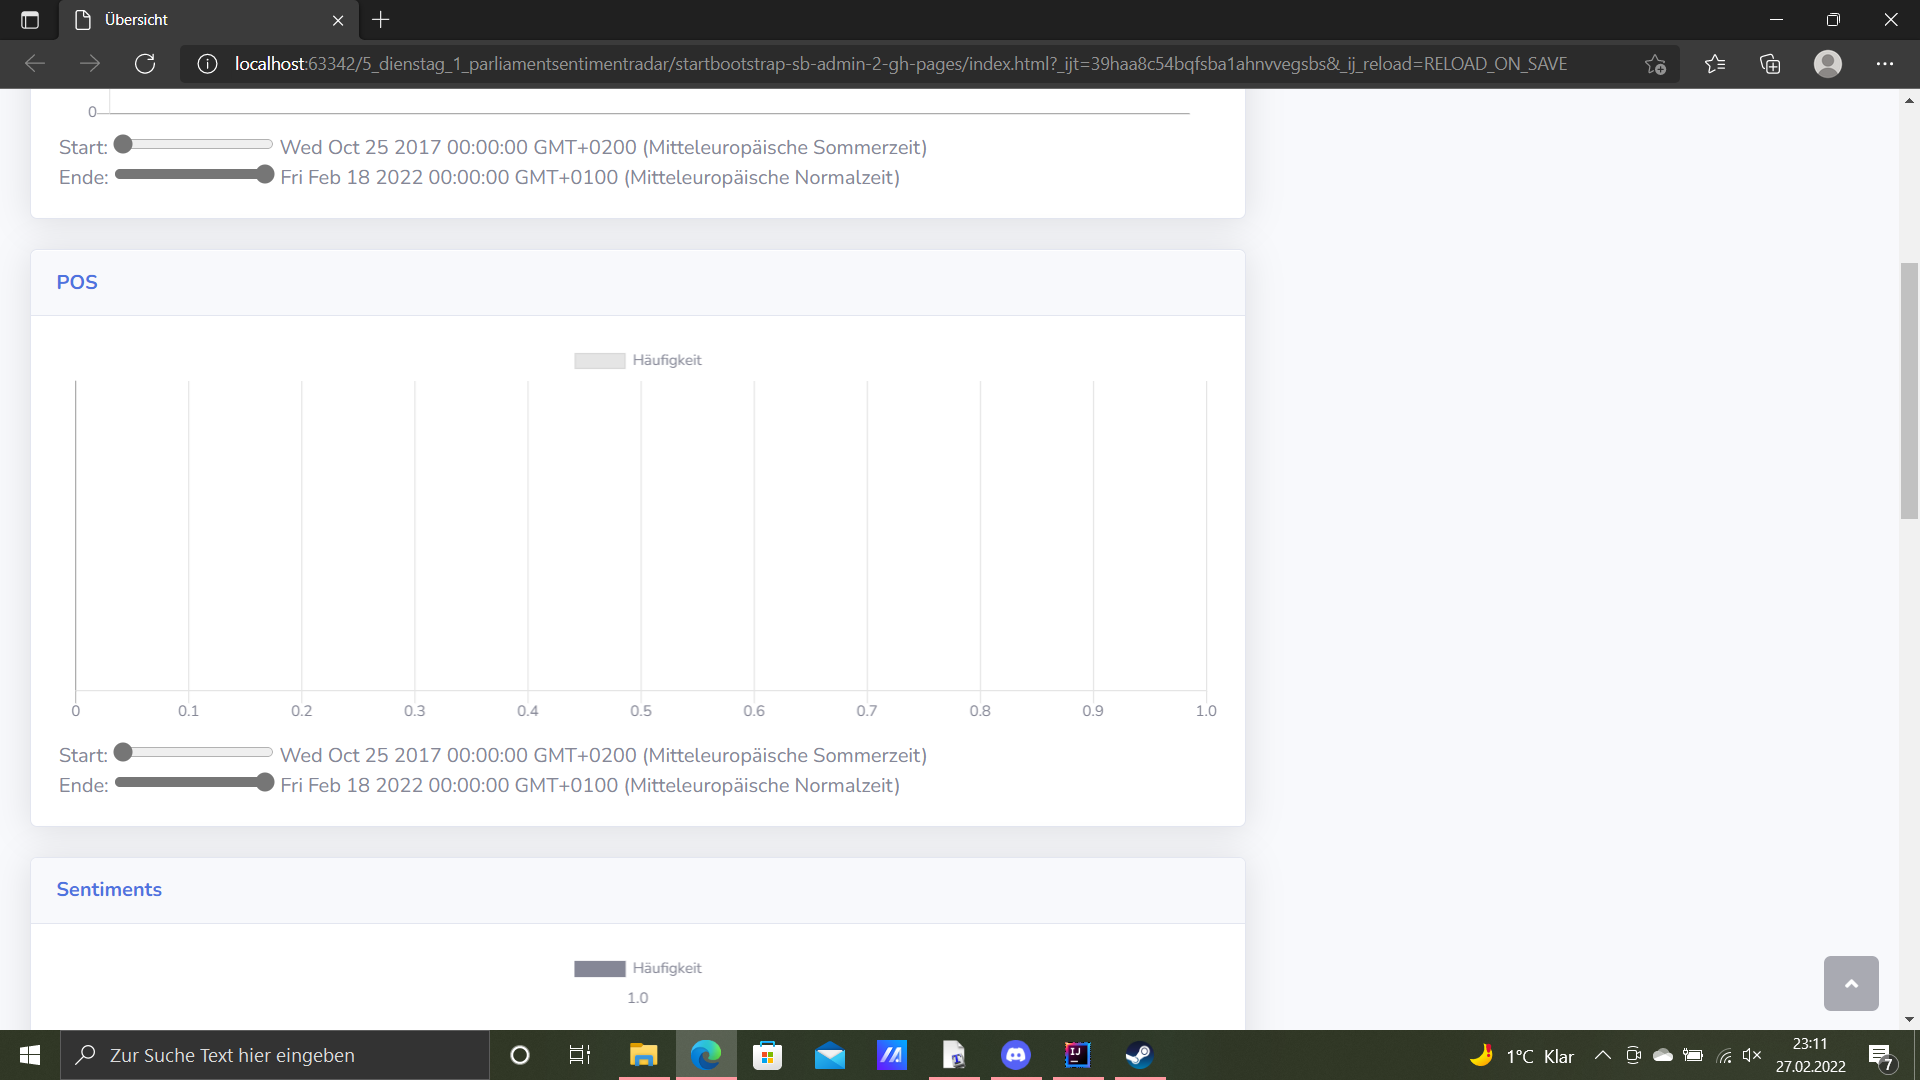 Übersicht
localhost:63342/5_dienstag_1_parliamentsentimentradar/startbootstrap-sb-admin-2-gh-pages/index.html?_ijt=39haa8c54bqfsba1ahnvvegsbs&_ij_reload=RELOAD_ON_SAVE
0
Start: Wed Oct 25 2017 00:00:00 GMT+0200 (Mitteleuropäische Sommerzeit)
Ende: Fri Feb 18 2022 00:00:00 GMT+0100 (Mitteleuropäische Normalzeit)
POS
Häufigkeit
0 0.1 0.2 0.3 0.4 0.5 0.6 0.7 0.8 0.9 1.0
Start: Wed Oct 25 2017 00:00:00 GMT+0200 (Mitteleuropäische Sommerzeit)
Ende: Fri Feb 18 2022 00:00:00 GMT+0100 (Mitteleuropäische Normalzeit)
Sentiments
Häufigkeit
1.0
Zur Suche Text hier eingeben
IJ
1°C Klar
23:11
27.02.2022
7